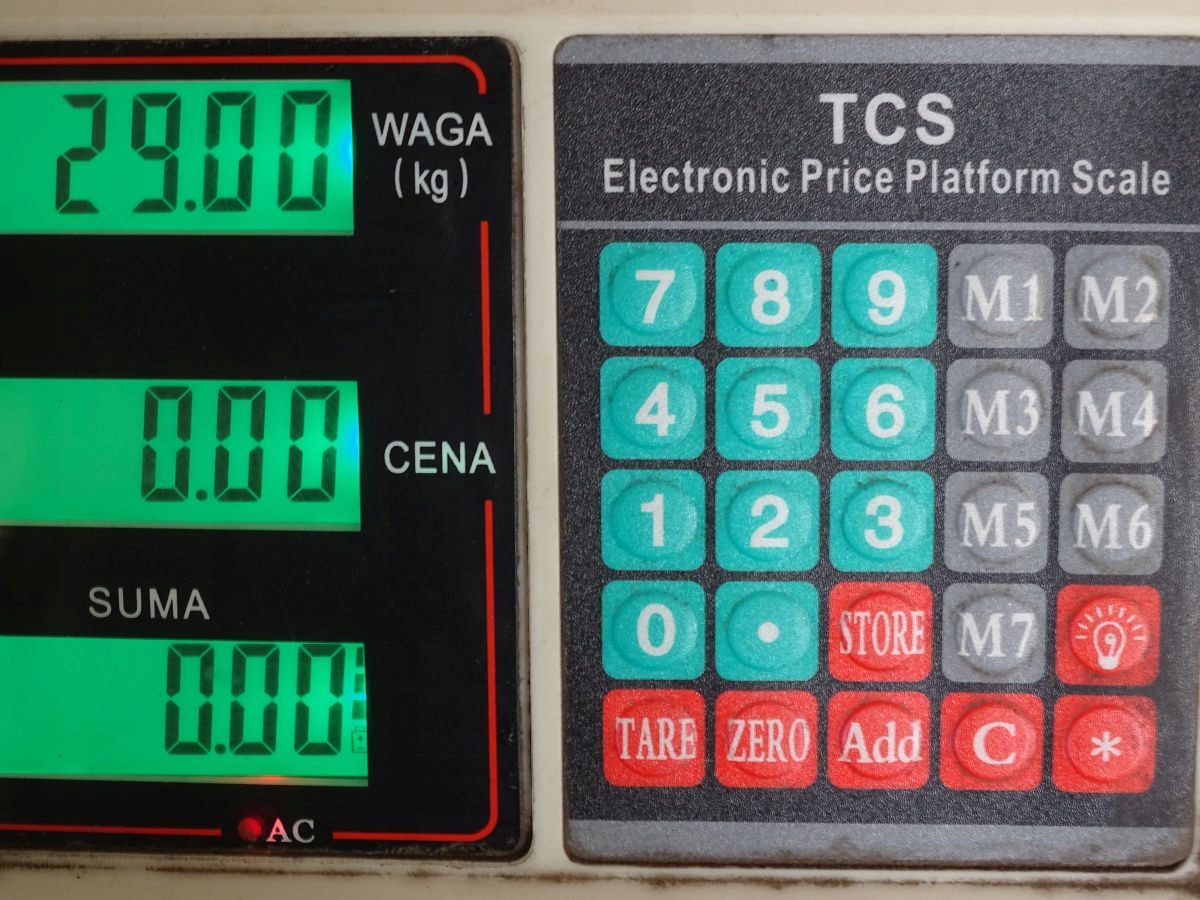 29.00
WAGA
(kg)
0.00
CENA
SUMA
0.00
AC
TCS
Electronic Price Platform Scale
7 8 9 M1 M2
4 5 6 M3 M4
1 2 3 M5 M6
0 . STORE M7
TARE ZERO Add C *